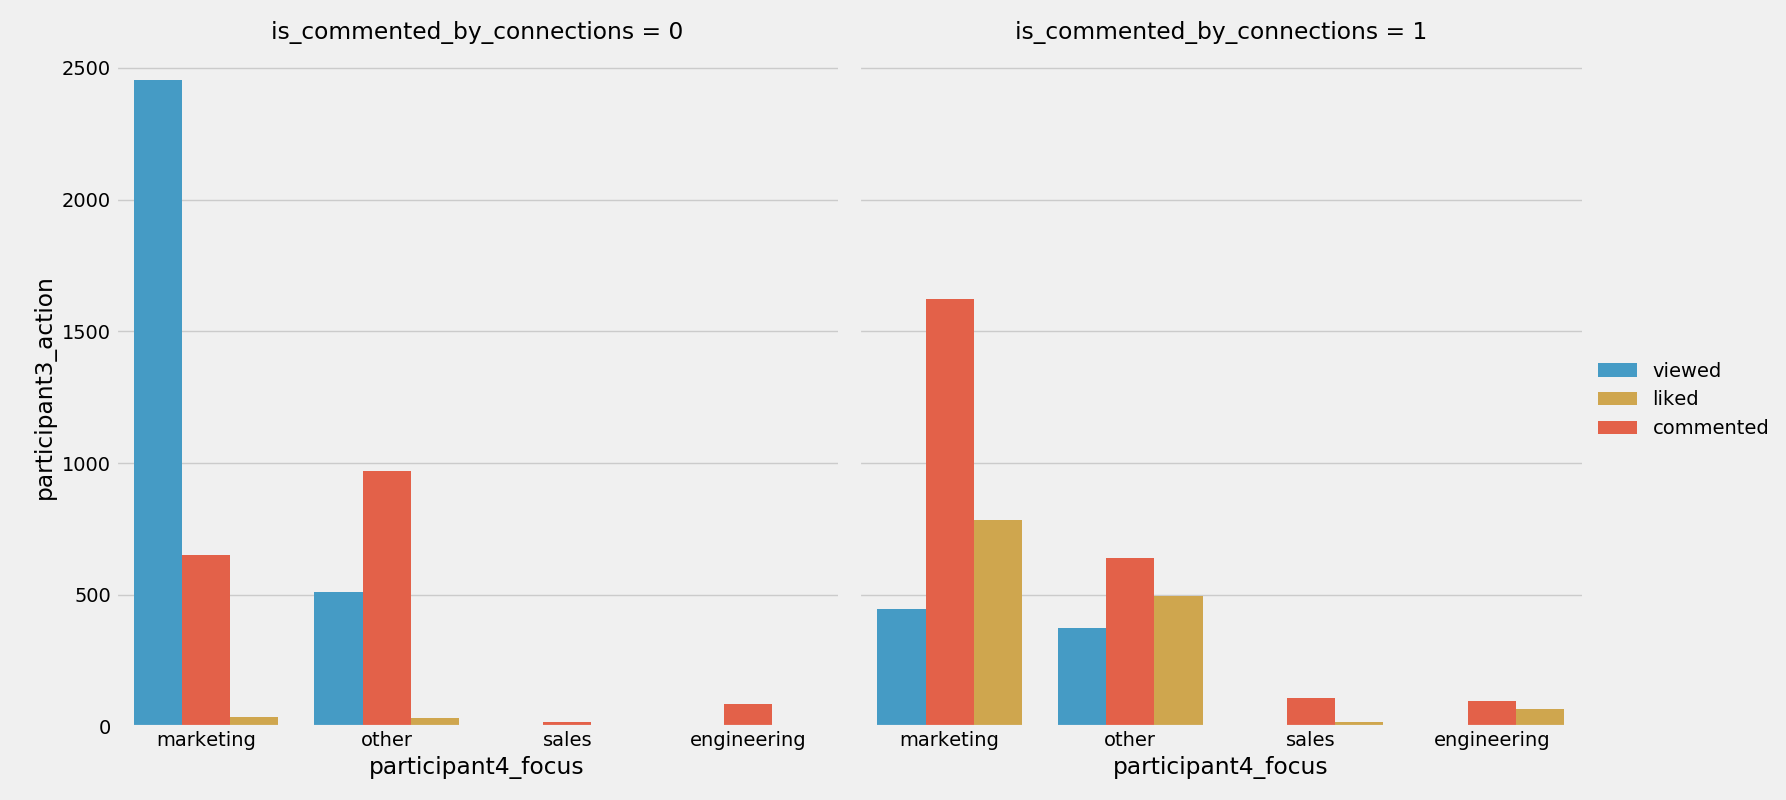 is_commented_by_connections = 0
is_commented_by_connections = 1
participant3_action
2500
2000
1500
1000
500
0
marketing other sales engineering
marketing other sales engineering
participant4_focus
participant4_focus
viewed
liked
commented